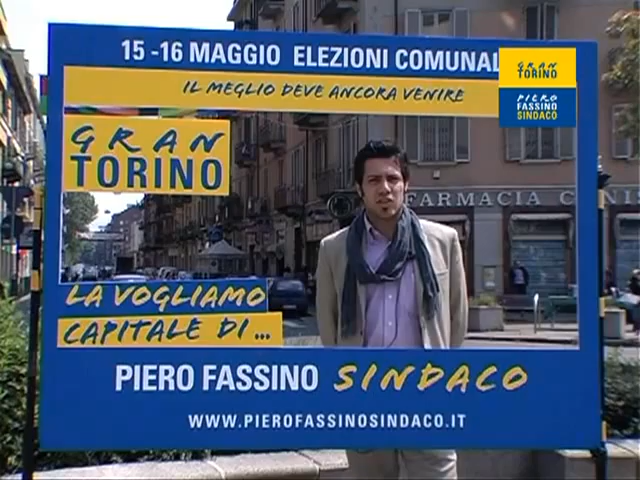 15-16 MAGGIO ELEZIONI COMUNAL
IL MEGLIO DEVE ANCORA VENIRE
GRAN
TORINO
PIERO
FASSINO
SINDACO
GRAN
TORINO
FARMACIA
LA VOGLIAMO
CAPITALE DI...
PIERO FASSINO SINDACO
WWW.PIEROFASSINOSINDACO.IT